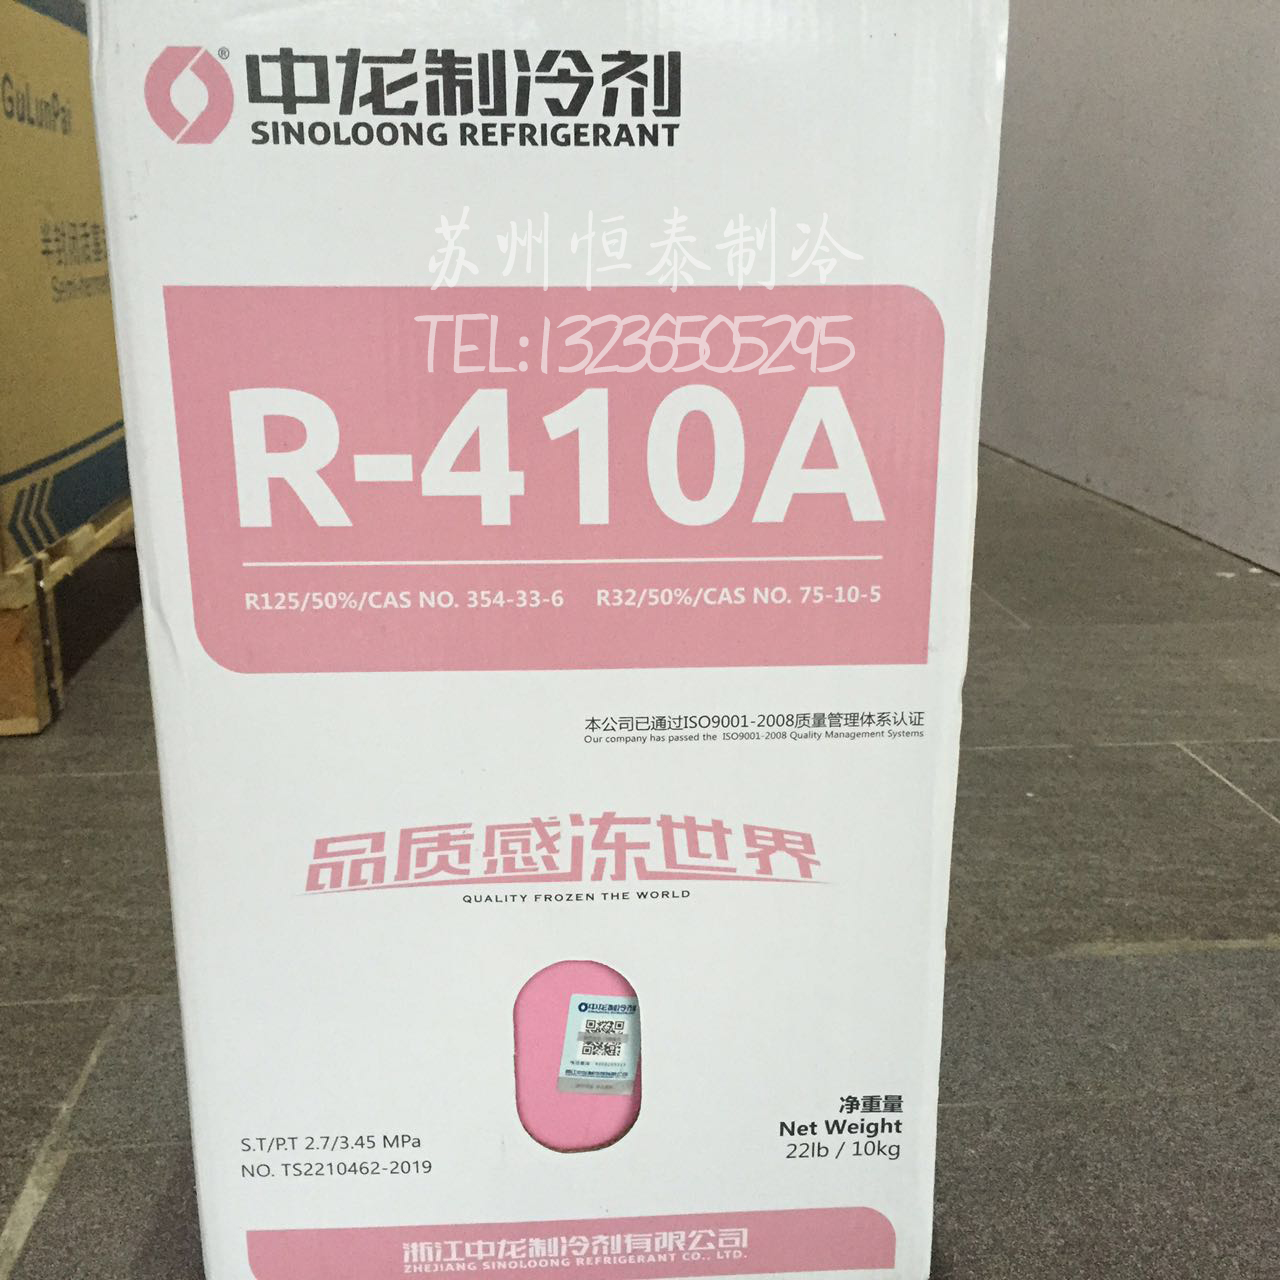 GuLunPai
中龙制冷剂
®
SINOLOONG REFRIGERANT
苏州恒泰制冷
TEL:13236505295
R-410A
R125/50%/CAS NO. 354-33-6 R32/50%/CAS NO. 75-10-5
本公司已通过ISO9001-2008质量管理体系认证
Our company has passed the ISO9001-2008 Quality Management Systems
品质感冻世界
QUALITY FROZEN THE WORLD
中龙制冷剂
净重量
Net Weight
22lb / 10kg
S.T/P.T 2.7/3.45 MPa
NO. TS2210462-2019
浙江中龙制冷剂有限公司
ZHEJIANG SINOLOONG REFRIGERANT CO., LTD.